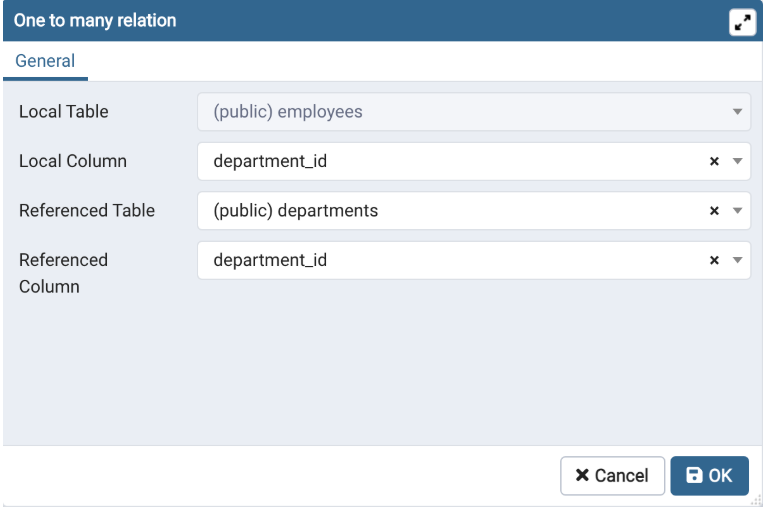 One to many relation
General
Local Table
(public) employees
Local Column
department_id
Referenced Table
(public) departments
Referenced
Column
department_id
Cancel
OK